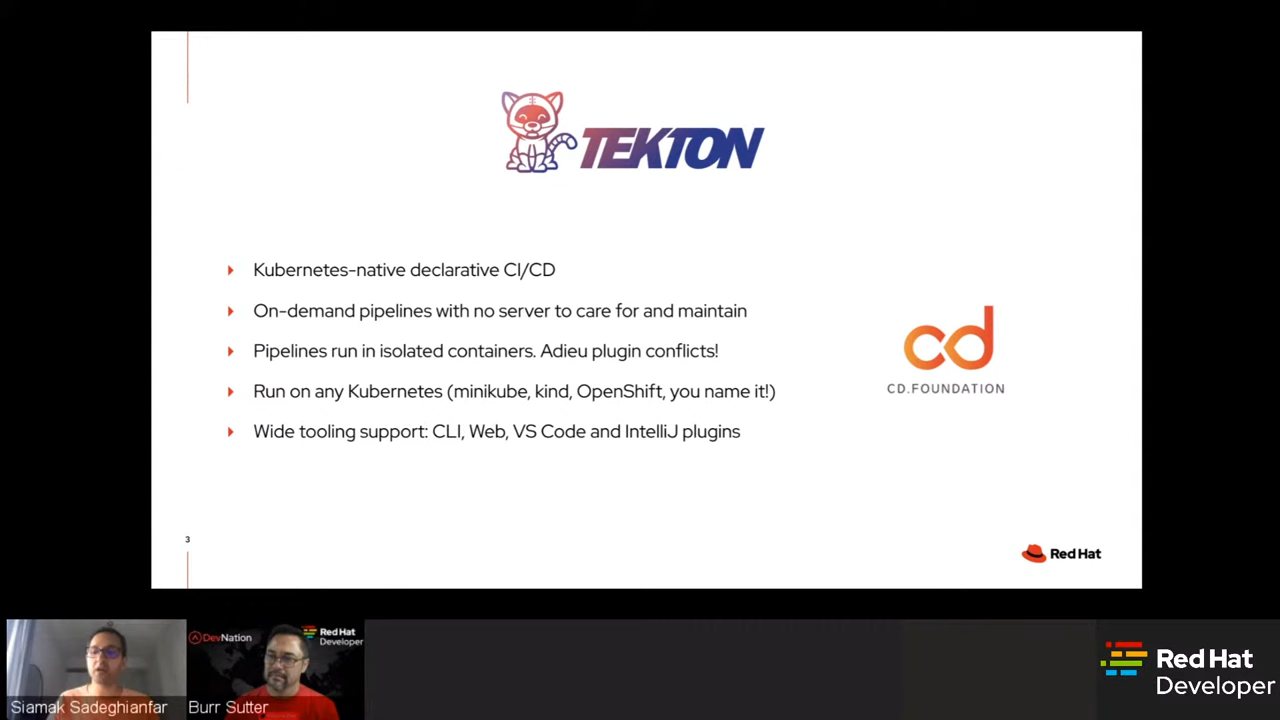 TEKTON
Kubernetes-native declarative CI/CD
On-demand pipelines with no server to care for and maintain
Pipelines run in isolated containers. Adieu plugin conflicts!
Run on any Kubernetes (minikube, kind, OpenShift, you name it!)
Wide tooling support: CLI, Web, VS Code and IntelliJ plugins
cd
CD.FOUNDATION
3
Red Hat
DevNation
Red Hat
Developer
Siamak Sadeghianfar
Burr Sutter
Red Hat
Developer